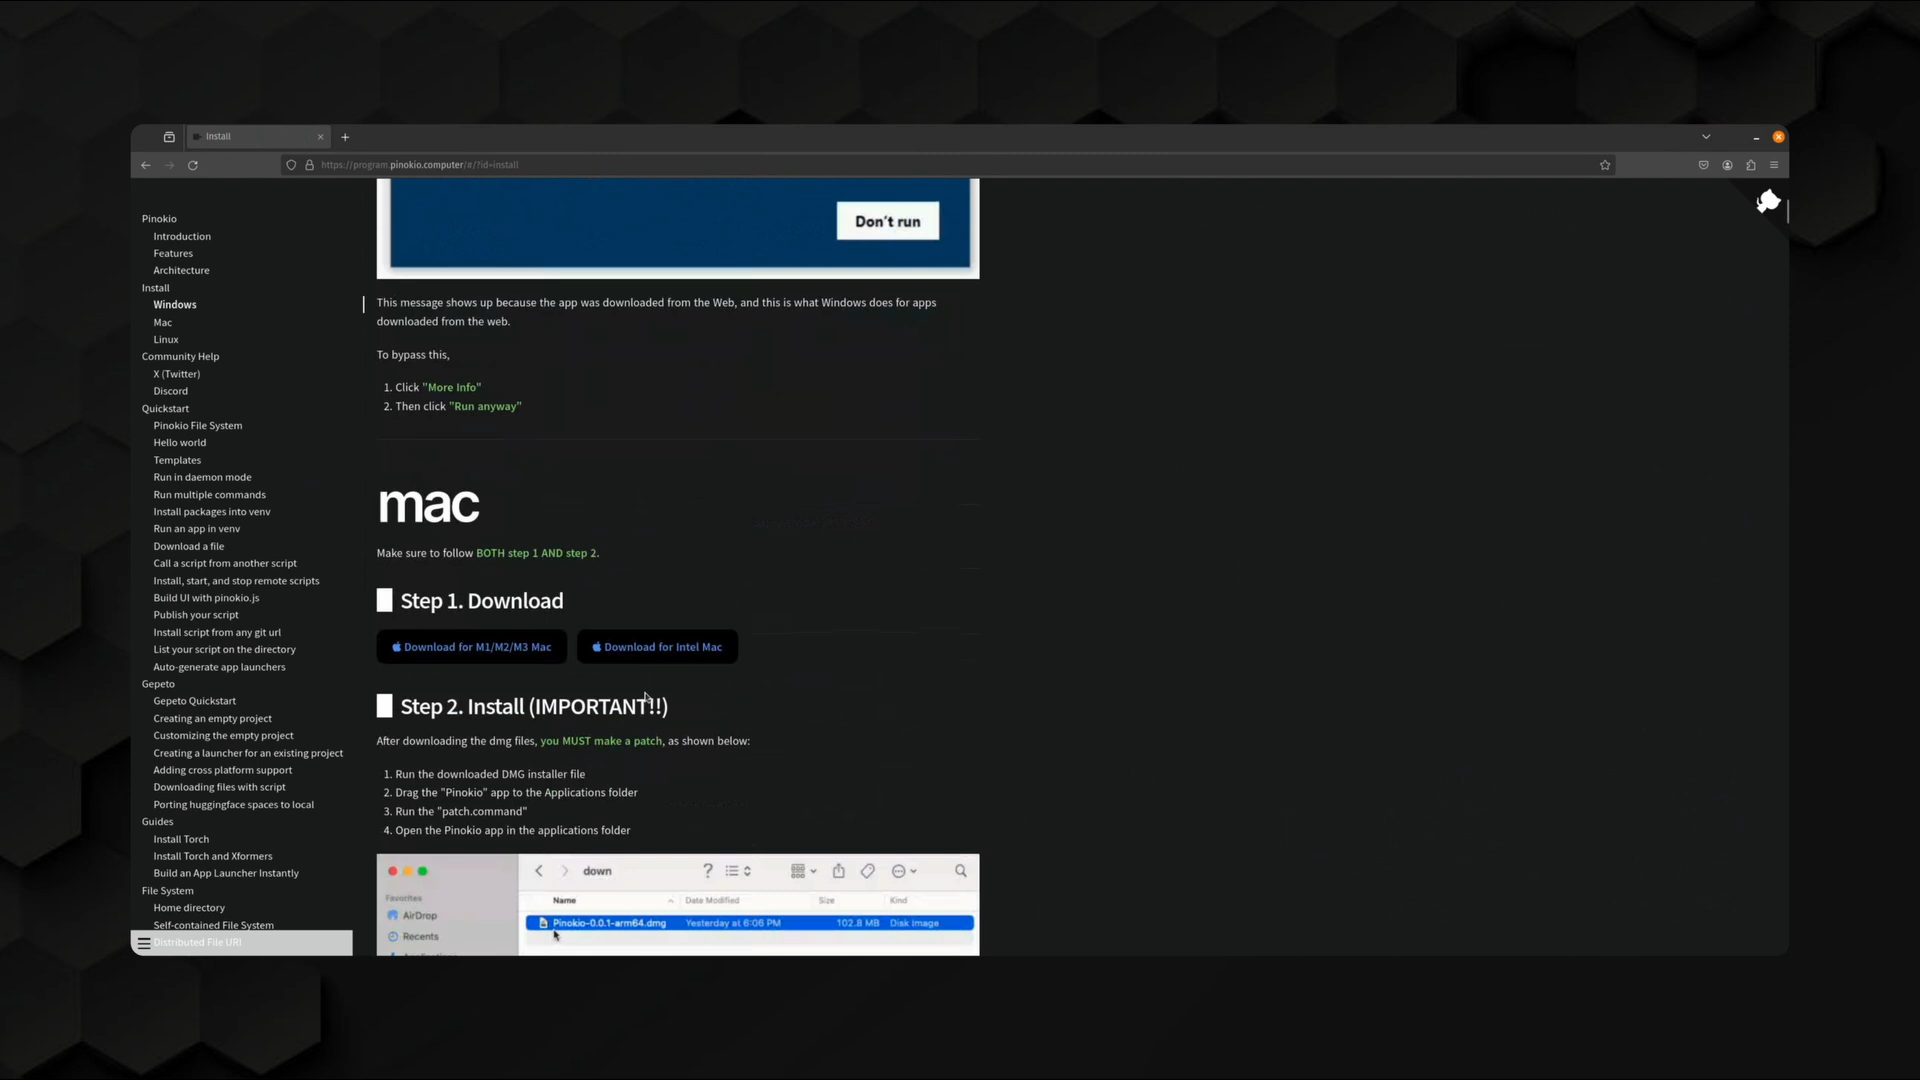 Install
https://program.pinokio.computer/#/?id=install
Pinokio
Introduction
Features
Architecture
Install
Windows
Mac
Linux
Community Help
X (Twitter)
Discord
Quickstart
Pinokio File System
Hello world
Templates
Run in daemon mode
Run multiple commands
Install packages into venv
Run an app in venv
Download a file
Call a script from another script
Install, start, and stop remote scripts
Build UI with pinokio.js
Publish your script
Install script from any git url
List your script on the directory
Auto-generate app launchers
Gepeto
Gepeto Quickstart
Creating an empty project
Customizing the empty project
Creating a launcher for an existing project
Adding cross platform support
Downloading files with script
Porting huggingface spaces to local
Guides
Install Torch
Install Torch and Xformers
Build an App Launcher Instantly
File System
Home directory
Self-contained File System
Distributed File URI
Don't run
This message shows up because the app was downloaded from the Web, and this is what Windows does for apps
downloaded from the web.
To bypass this,
1. Click "More Info"
2. Then click "Run anyway"
mac
Make sure to follow BOTH step 1 AND step 2.
Step 1. Download
Download for M1/M2/M3 Mac
Download for Intel Mac
Step 2. Install (IMPORTANT!!)
After downloading the dmg files, you MUST make a patch, as shown below:
1. Run the downloaded DMG installer file
2. Drag the "Pinokio" app to the Applications folder
3. Run the "patch.command"
4. Open the Pinokio app in the applications folder
down
Favorites
AirDrop
Recents
Name
Date Modified
Size
Kind
Pinokio-0.0.1-arm64.dmg
Yesterday at 6:06 PM
102.8 MB
Disk Image